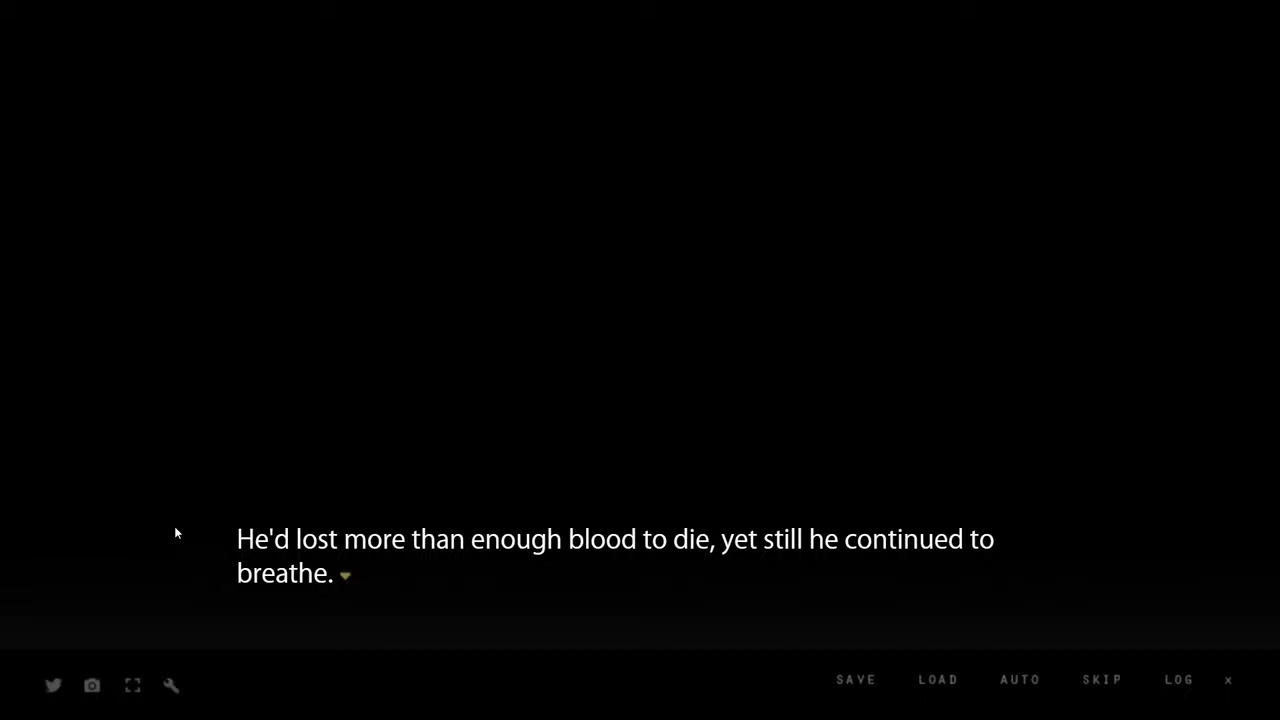 He'd lost more than enough blood to die, yet still he continued to
breathe.
SAVE LOAD AUTO SKIP LOG ×